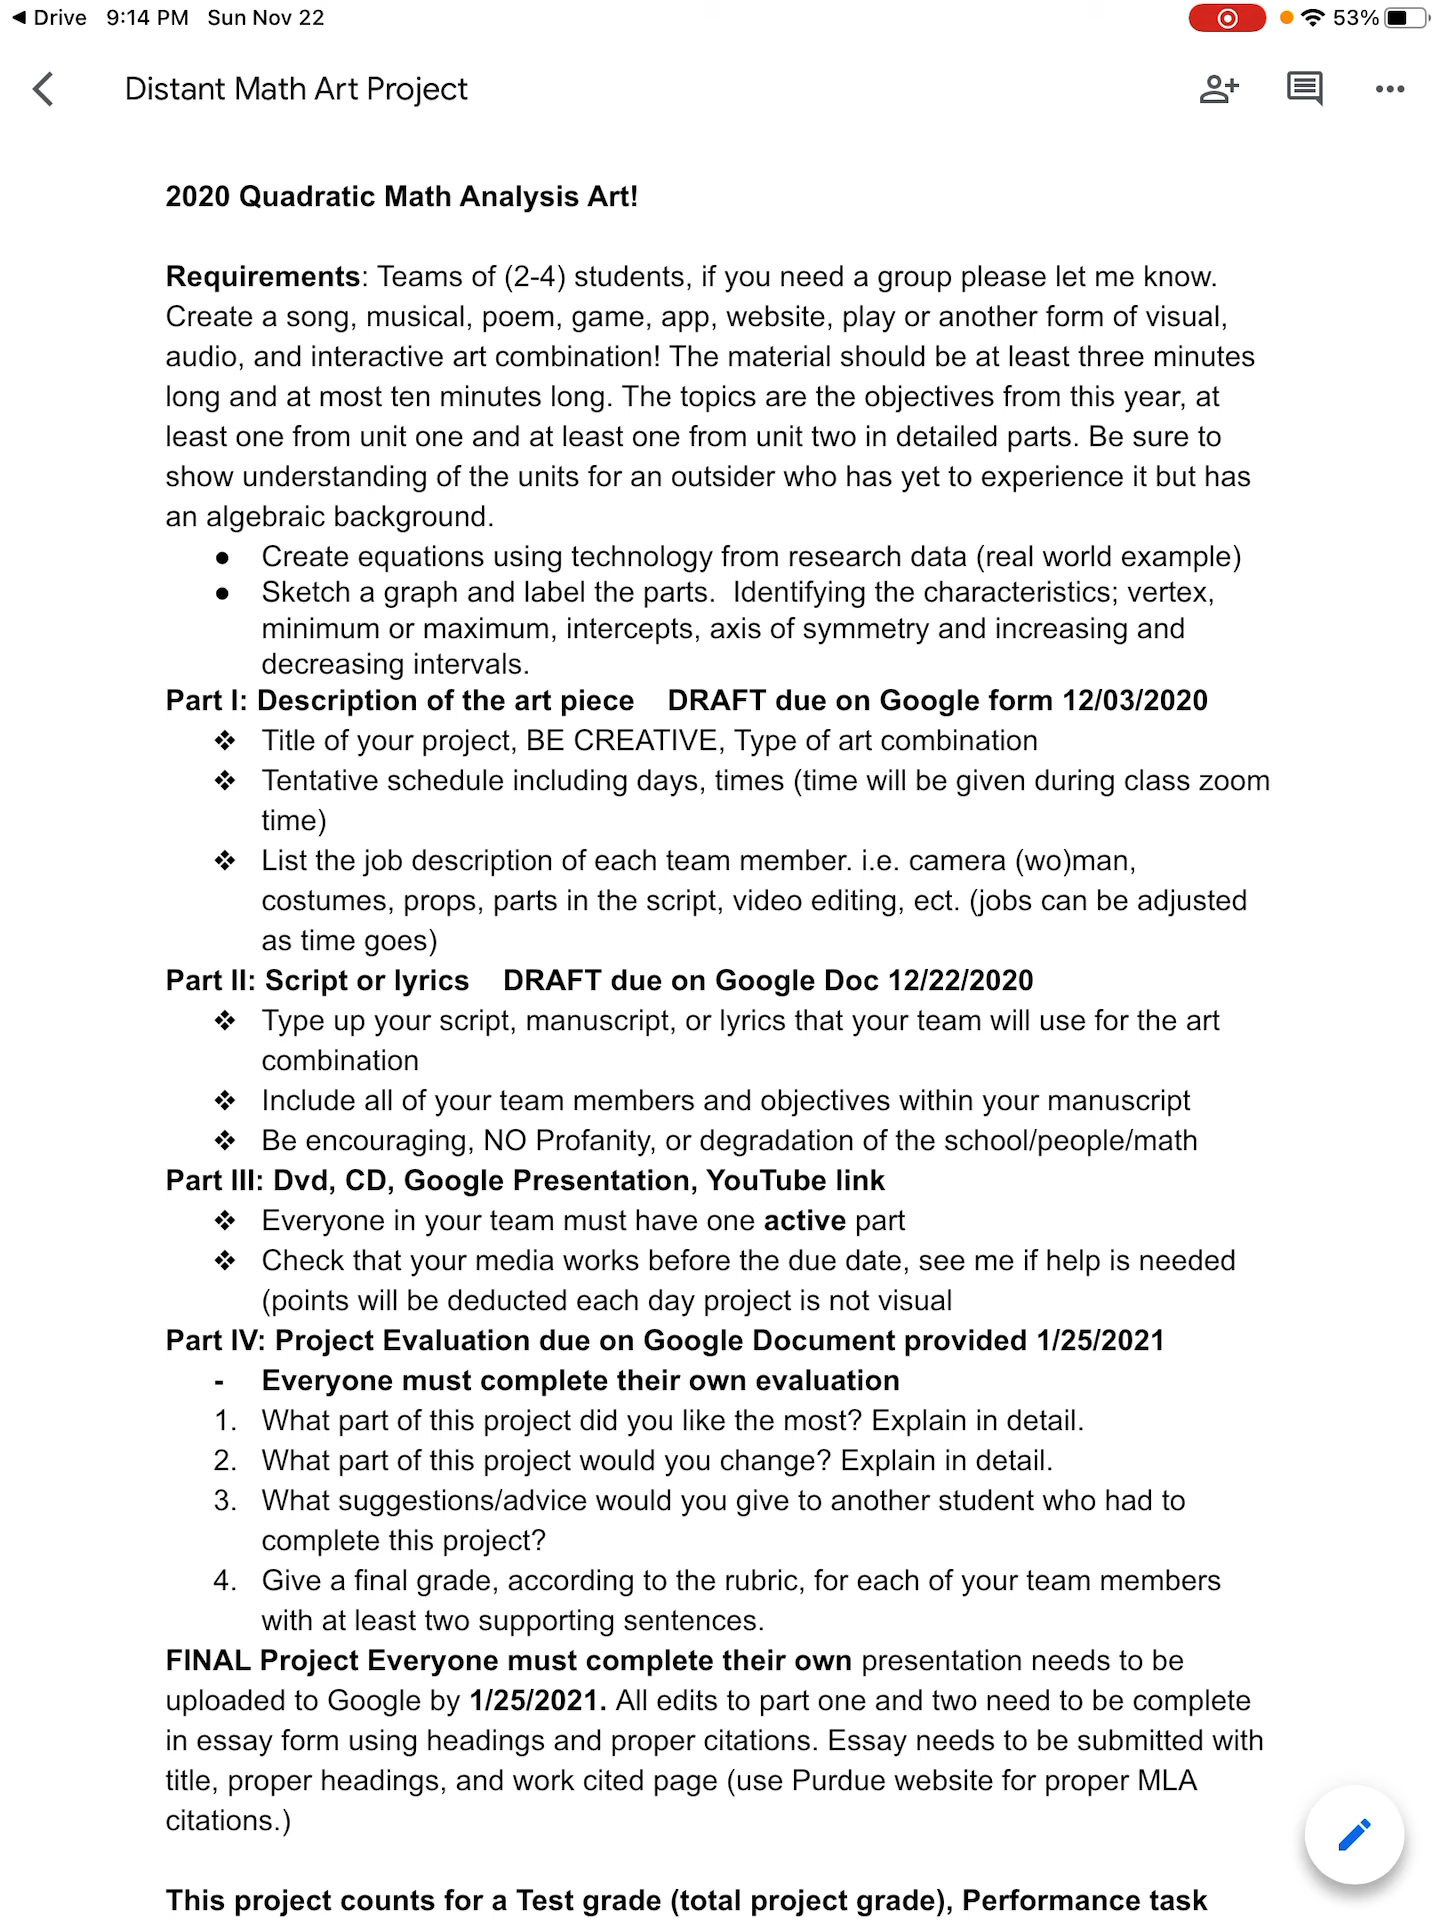 ◀ Drive 9:14 PM Sun Nov 22 53%
Distant Math Art Project
2020 Quadratic Math Analysis Art!
Requirements: Teams of (2-4) students, if you need a group please let me know.
Create a song, musical, poem, game, app, website, play or another form of visual,
audio, and interactive art combination! The material should be at least three minutes
long and at most ten minutes long. The topics are the objectives from this year, at
least one from unit one and at least one from unit two in detailed parts. Be sure to
show understanding of the units for an outsider who has yet to experience it but has
an algebraic background.
● Create equations using technology from research data (real world example)
● Sketch a graph and label the parts.  Identifying the characteristics; vertex,
minimum or maximum, intercepts, axis of symmetry and increasing and
decreasing intervals.
Part I: Description of the art piece    DRAFT due on Google form 12/03/2020
❖ Title of your project, BE CREATIVE, Type of art combination
❖ Tentative schedule including days, times (time will be given during class zoom
time)
❖ List the job description of each team member. i.e. camera (wo)man,
costumes, props, parts in the script, video editing, ect. (jobs can be adjusted
as time goes)
Part II: Script or lyrics    DRAFT due on Google Doc 12/22/2020
❖ Type up your script, manuscript, or lyrics that your team will use for the art
combination
❖ Include all of your team members and objectives within your manuscript
❖ Be encouraging, NO Profanity, or degradation of the school/people/math
Part III: Dvd, CD, Google Presentation, YouTube link
❖ Everyone in your team must have one active part
❖ Check that your media works before the due date, see me if help is needed
(points will be deducted each day project is not visual
Part IV: Project Evaluation due on Google Document provided 1/25/2021
- Everyone must complete their own evaluation
1. What part of this project did you like the most? Explain in detail.
2. What part of this project would you change? Explain in detail.
3. What suggestions/advice would you give to another student who had to
complete this project?
4. Give a final grade, according to the rubric, for each of your team members
with at least two supporting sentences.
FINAL Project Everyone must complete their own presentation needs to be
uploaded to Google by 1/25/2021. All edits to part one and two need to be complete
in essay form using headings and proper citations. Essay needs to be submitted with
title, proper headings, and work cited page (use Purdue website for proper MLA
citations.)
This project counts for a Test grade (total project grade), Performance task